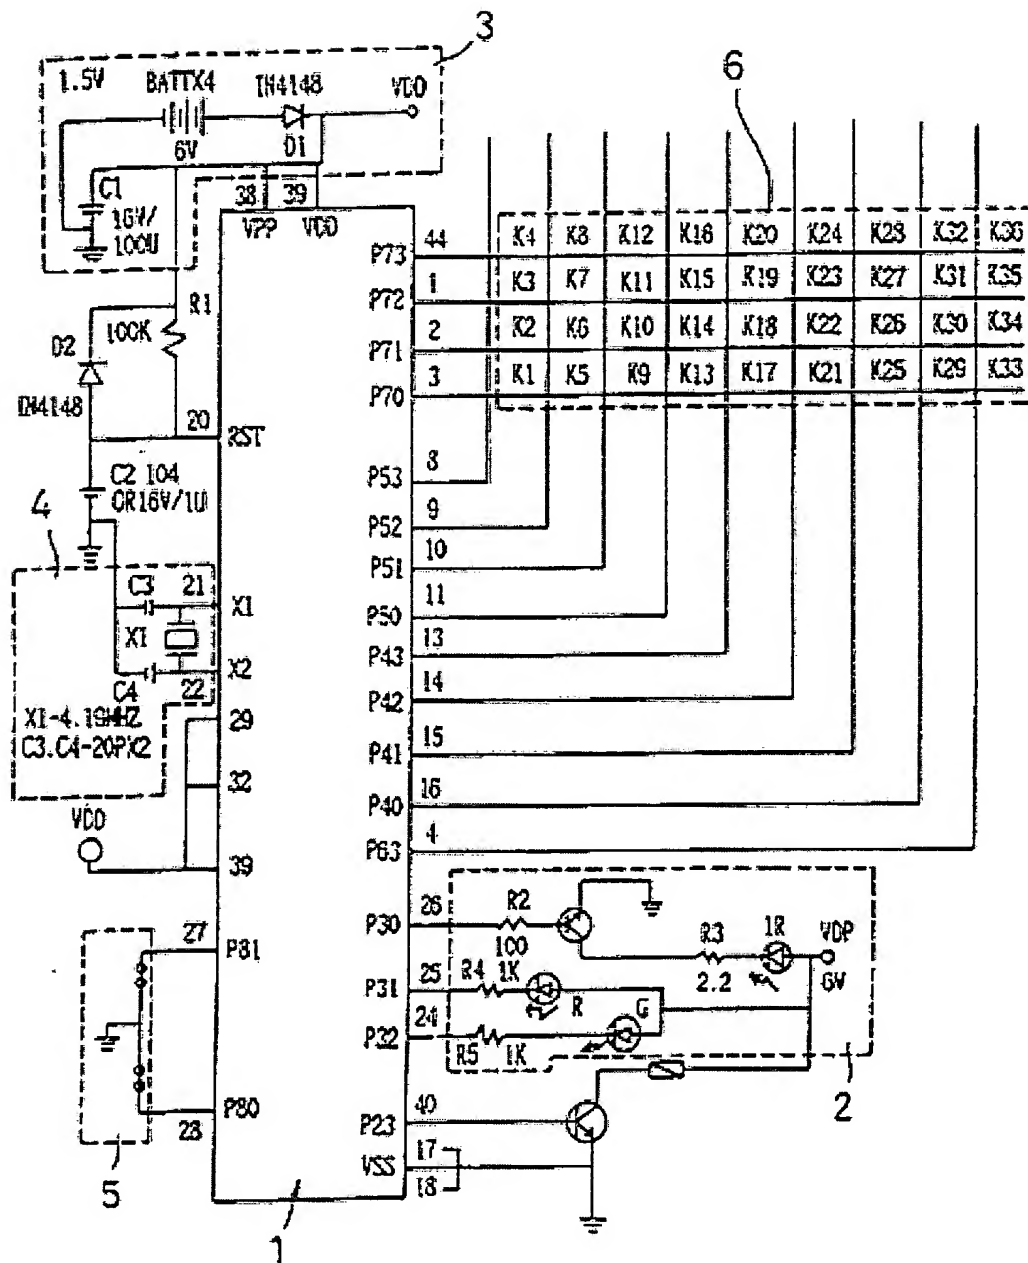 3
1.5V BATTX4 IN4148 VDD
6V D1
C1
16V/
100U
38 39
VPP VDD
6
P73 44 K4 K8 K12 K16 K20 K24 K28 K32 K36
P72 1 K3 K7 K11 K15 K19 K23 K27 K31 K35
P71 2 K2 K6 K10 K14 K18 K22 K26 K30 K34
P70 3 K1 K5 K9 K13 K17 K21 K25 K29 K33
R1
100K
D2
IN4148
20 RST
C2 104
OR16V/1U
4
P53 8
P52 9
P51 10
P50 11
P43 13
P42 14
P41 15
P40 16
P63 4
C3 21 X1
X1
C4 22 X2
X1-4.19MHZ
C3.C4-20PX2
29
32
VDD
39
27 P81
28 P80
5
P30 26 R2 100
R3 2.2 IR VDP 6V
P31 25 R4 1K R
P32 24 R5 1K G
2
P23 40
VSS 17
18
1